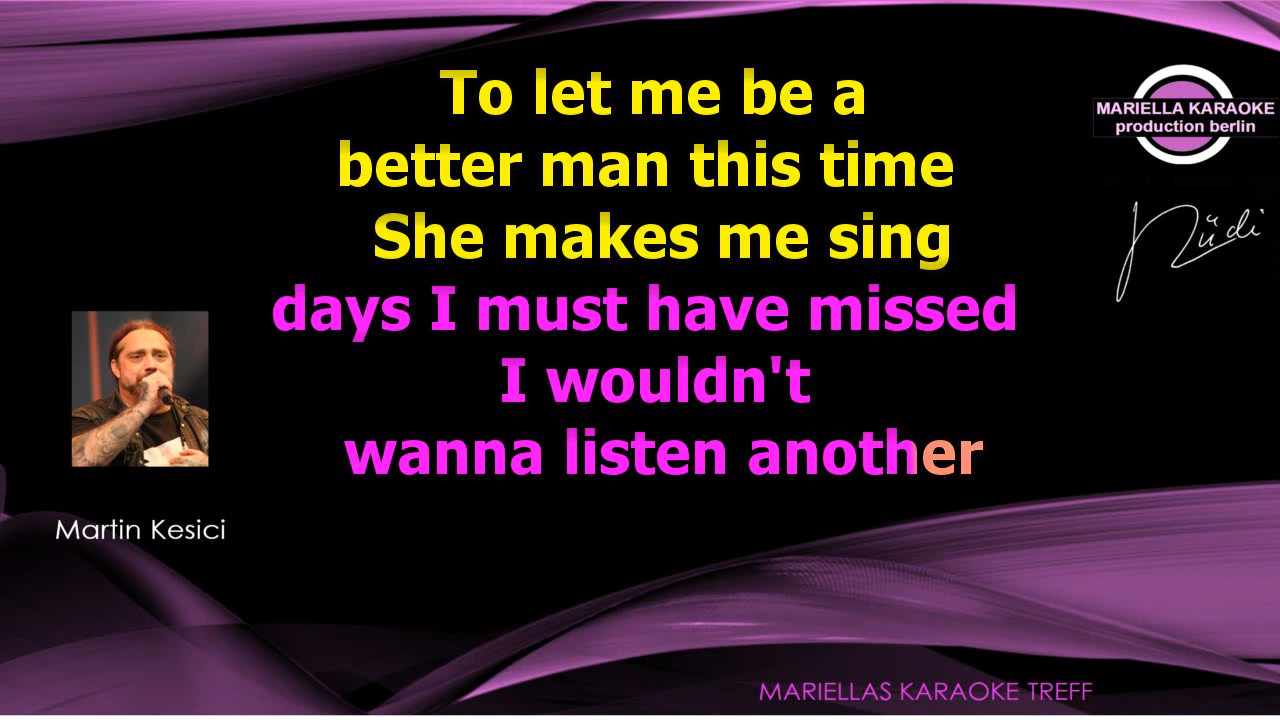 To let me be a
better man this time
She makes me sing
days I must have missed
I wouldn't
wanna listen another
MARIELLA KARAOKE
production berlin
Rüdi
Martin Kesici
MARIELLAS KARAOKE TREFF